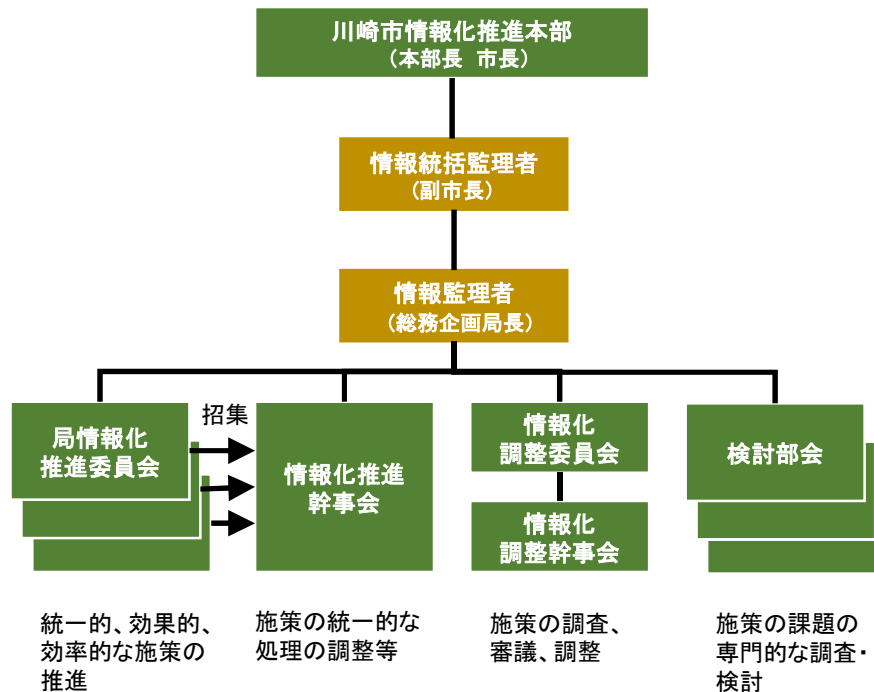 川崎市情報化推進本部
（本部長 市長）
情報統括監理者
（副市長）
情報監理者
（総務企画局長）
局情報化
推進委員会
招集
情報化推進
幹事会
情報化
調整委員会
情報化
調整幹事会
検討部会
統一的、効果的、
効率的な施策の
推進
施策の統一的な
処理の調整等
施策の調査、
審議、調整
施策の課題の
専門的な調査・
検討